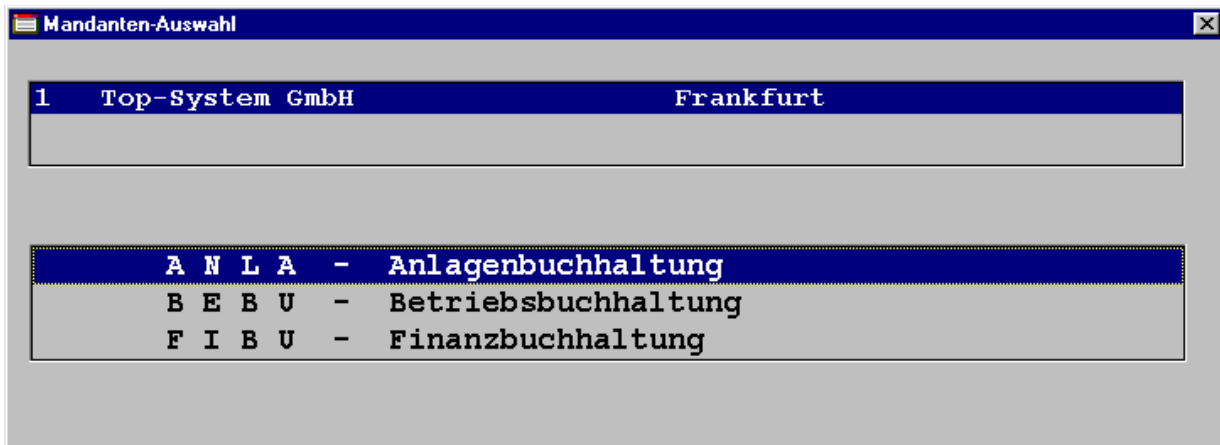 Mandanten-Auswahl
1 Top-System GmbH Frankfurt
A N L A - Anlagenbuchhaltung
B E B U - Betriebsbuchhaltung
F I B U - Finanzbuchhaltung